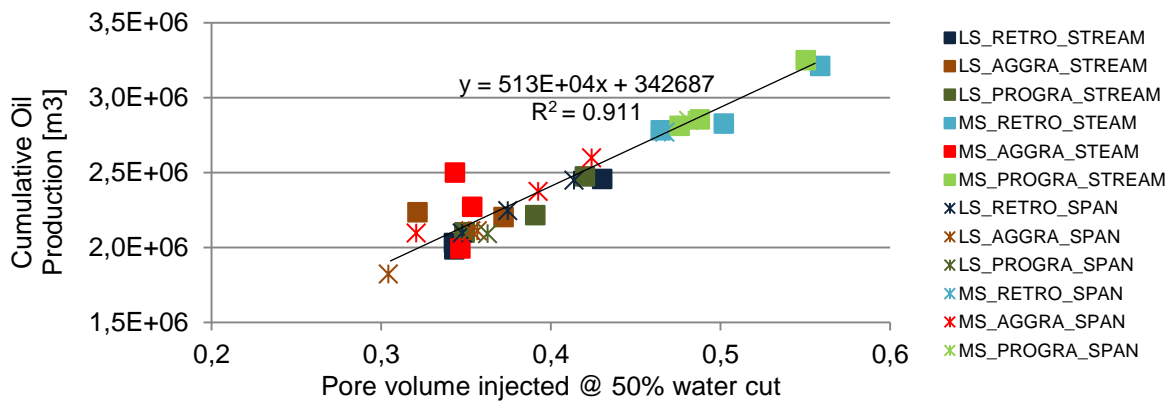 3,5E+06
3,0E+06
2,5E+06
2,0E+06
1,5E+06
Cumulative Oil
Production [m3]
y = 513E+04x + 342687
R² = 0.911
0,2
0,3
0,4
0,5
0,6
Pore volume injected @ 50% water cut
LS_RETRO_STREAM
LS_AGGRA_STREAM
LS_PROGRA_STREAM
MS_RETRO_STEAM
MS_AGGRA_STEAM
MS_PROGRA_STREAM
LS_RETRO_SPAN
LS_AGGRA_SPAN
LS_PROGRA_SPAN
MS_RETRO_SPAN
MS_AGGRA_SPAN
MS_PROGRA_SPAN